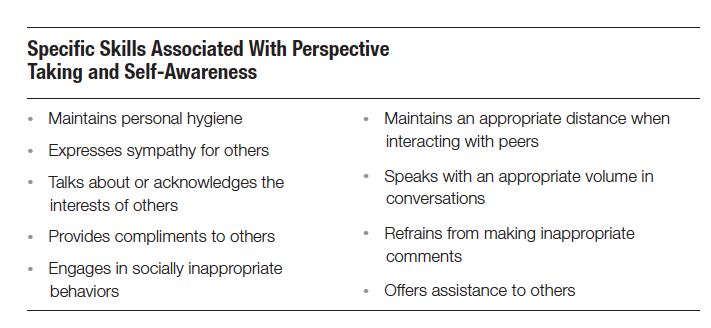 Specific Skills Associated With Perspective
Taking and Self-Awareness
• Maintains personal hygiene
• Expresses sympathy for others
• Talks about or acknowledges the
interests of others
• Provides compliments to others
• Engages in socially inappropriate
behaviors
• Maintains an appropriate distance when
interacting with peers
• Speaks with an appropriate volume in
conversations
• Refrains from making inappropriate
comments
• Offers assistance to others